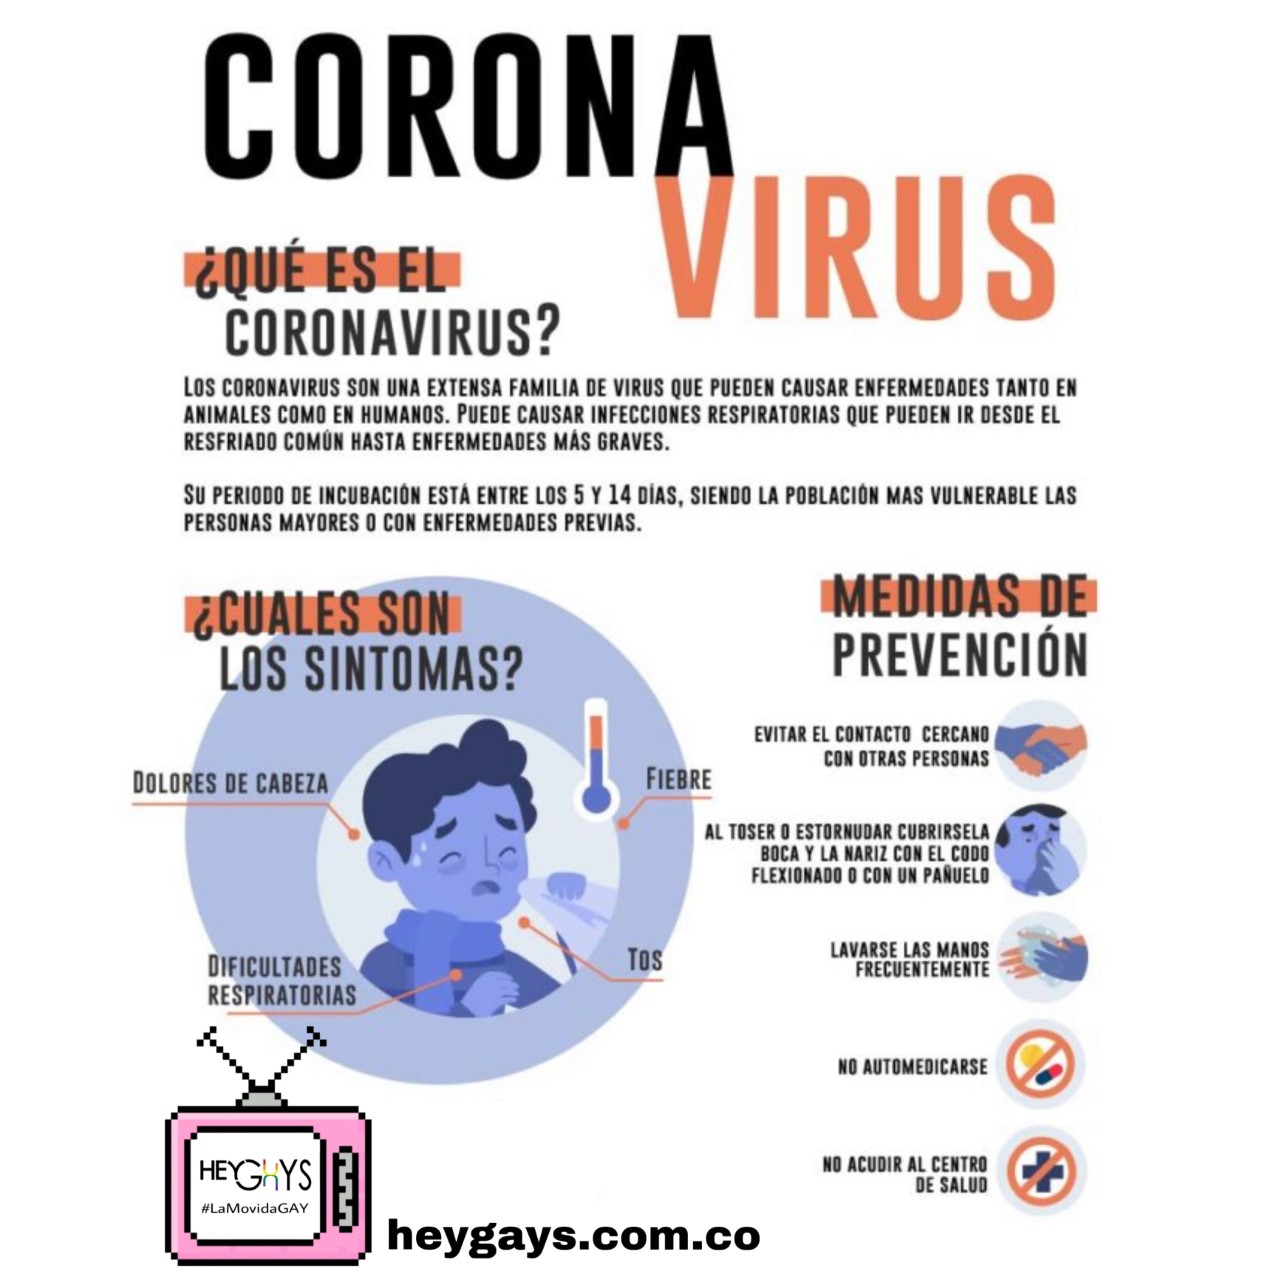 CORONA
VIRUS
¿QUÉ ES EL
CORONAVIRUS?
LOS CORONAVIRUS SON UNA EXTENSA FAMILIA DE VIRUS QUE PUEDEN CAUSAR ENFERMEDADES TANTO EN
ANIMALES COMO EN HUMANOS. PUEDE CAUSAR INFECCIONES RESPIRATORIAS QUE PUEDEN IR DESDE EL
RESFRIADO COMÚN HASTA ENFERMEDADES MÁS GRAVES.
SU PERIODO DE INCUBACIÓN ESTÁ ENTRE LOS 5 Y 14 DÍAS, SIENDO LA POBLACIÓN MAS VULNERABLE LAS
PERSONAS MAYORES O CON ENFERMEDADES PREVIAS.
¿CUALES SON
LOS SINTOMAS?
DOLORES DE CABEZA
FIEBRE
DIFICULTADES
RESPIRATORIAS
TOS
MEDIDAS DE
PREVENCIÓN
EVITAR EL CONTACTO CERCANO
CON OTRAS PERSONAS
AL TOSER O ESTORNUDAR CUBRIRSELA
BOCA Y LA NARIZ CON EL CODO
FLEXIONADO O CON UN PAÑUELO
LAVARSE LAS MANOS
FRECUENTEMENTE
NO AUTOMEDICARSE
NO ACUDIR AL CENTRO
DE SALUD
HEYGAYS
#LaMovidaGAY
heygays.com.co